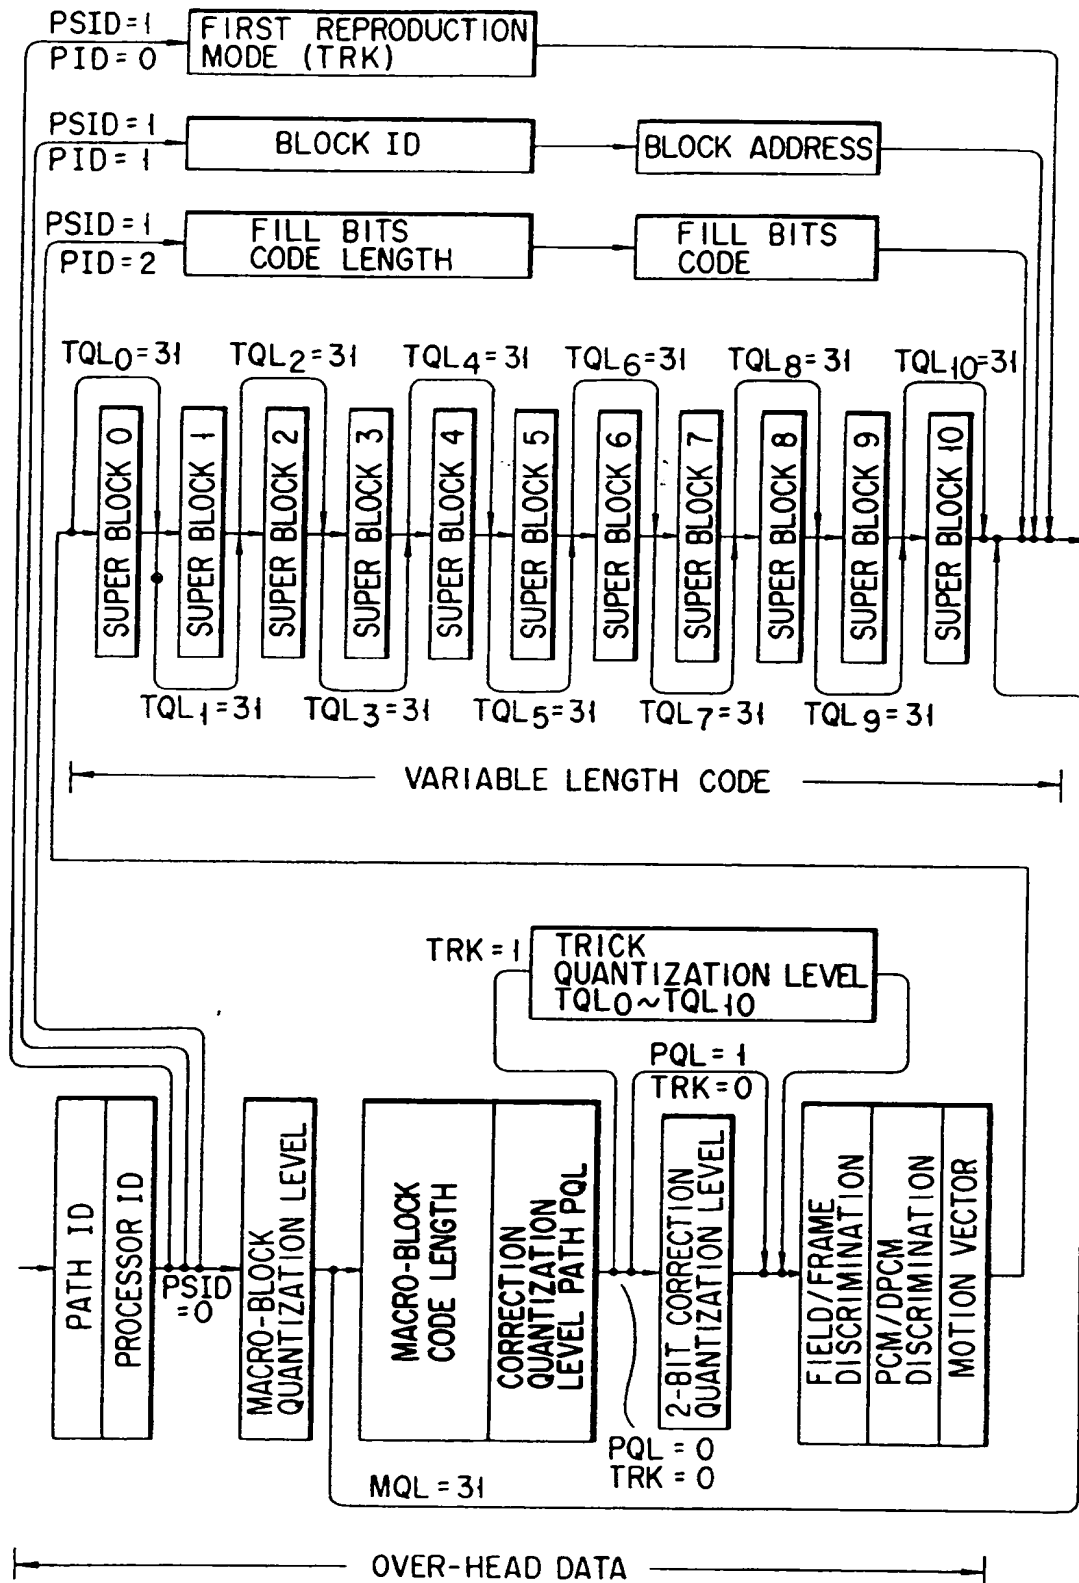 PSID=1
PID=0
FIRST REPRODUCTION
MODE (TRK)
PSID=1
PID=1
BLOCK ID
BLOCK ADDRESS
PSID=1
PID=2
FILL BITS
CODE LENGTH
FILL BITS
CODE
TQL0=31
TQL2=31
TQL4=31
TQL6=31
TQL8=31
TQL10=31
SUPER BLOCK 0
SUPER BLOCK 1
SUPER BLOCK 2
SUPER BLOCK 3
SUPER BLOCK 4
SUPER BLOCK 5
SUPER BLOCK 6
SUPER BLOCK 7
SUPER BLOCK 8
SUPER BLOCK 9
SUPER BLOCK 10
TQL1=31
TQL3=31
TQL5=31
TQL7=31
TQL9=31
VARIABLE LENGTH CODE
TRK=1
TRICK
QUANTIZATION LEVEL
TQL0~TQL10
PQL=1
TRK=0
PATH ID
PROCESSOR ID
PSID
=0
MACRO-BLOCK
QUANTIZATION LEVEL
MACRO-BLOCK
CODE LENGTH
CORRECTION
QUANTIZATION
LEVEL PATH PQL
2-BIT CORRECTION
QUANTIZATION LEVEL
FIELD/FRAME
DISCRIMINATION
PCM/DPCM
DISCRIMINATION
MOTION VECTOR
PQL=0
TRK=0
MQL=31
OVER-HEAD DATA